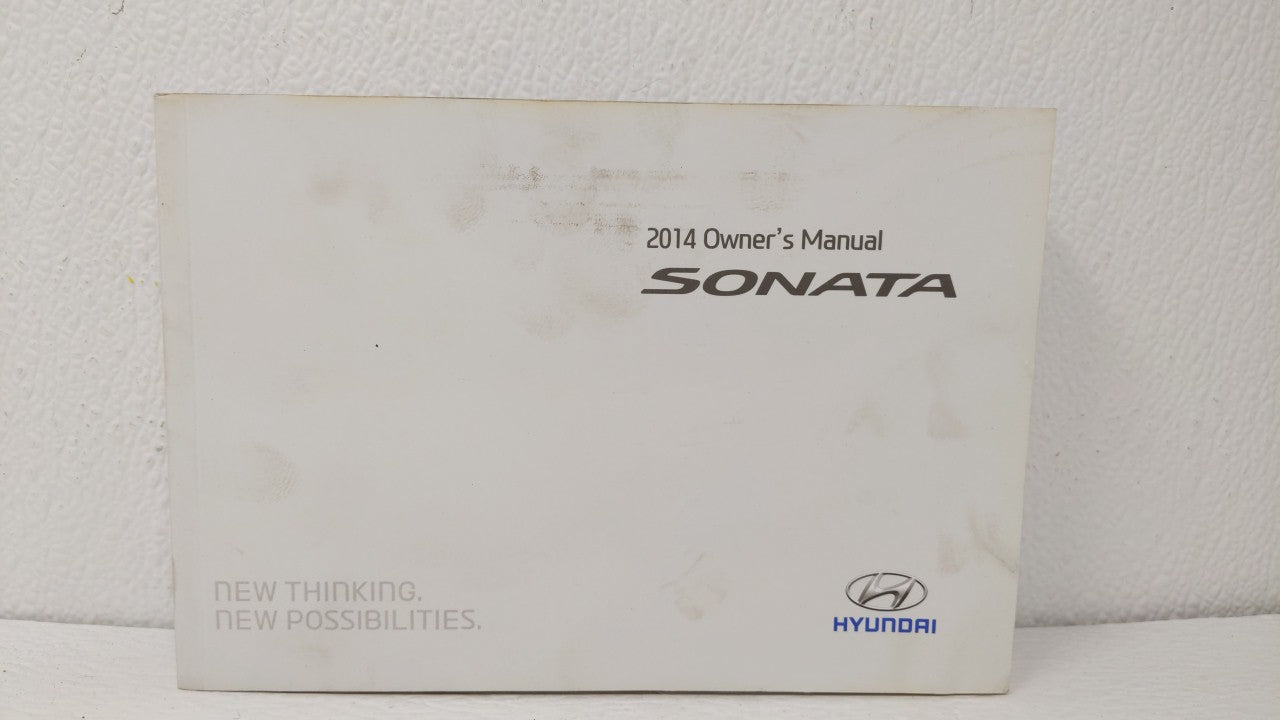 2014 Owner's Manual
SONATA
NEW THINKING.
NEW POSSIBILITIES.
HYUNDAI